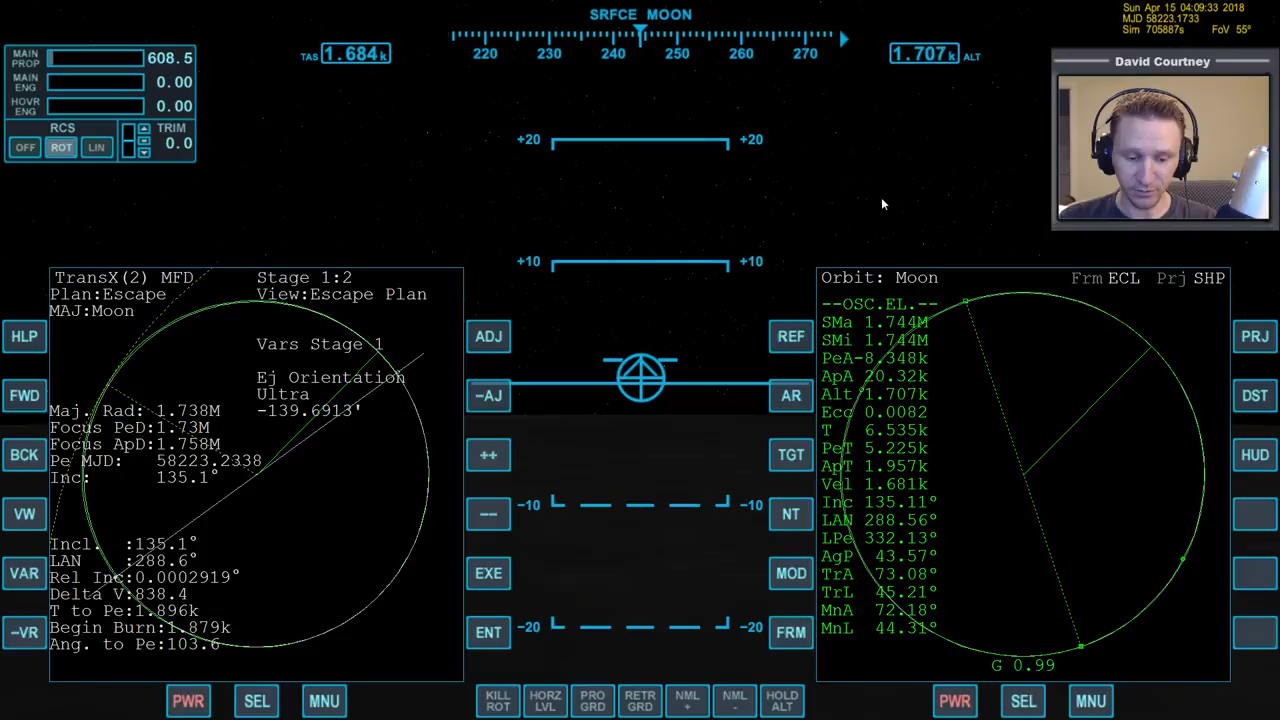 Sun Apr 15 04:09:33 2018
MJD 58223.1733
Sim 705887s FoV 55°
SRFCE MOON
220 230 240 250 260 270
TAS 1.684k
1.707k ALT
MAIN PROP 608.5
MAIN ENG 0.00
HOVR ENG 0.00
RCS
TRIM
0.0
OFF ROT LIN
David Courtney
+20 +20
+10 +10
-10 -10
-20 -20
TransX(2) MFD Stage 1:2
Plan:Escape View:Escape Plan
MAJ:Moon
Vars Stage 1
Ej Orientation
Ultra
-139.6913'
Maj. Rad: 1.738M
Focus PeD:1.73M
Focus ApD:1.758M
Pe MJD: 58223.2338
Inc: 135.1°
Incl. :135.1°
LAN :288.6°
Rel Inc:0.0002919°
Delta V:838.4
T to Pe:1.896k
Begin Burn:1.879k
Ang. to Pe:103.6
HLP
FWD
BCK
VW
VAR
-VR
ADJ
-AJ
++
--
EXE
ENT
PWR SEL MNU
KILL ROT
HORZ LVL
PRO GRD
RETR GRD
NML +
NML -
HOLD ALT
Orbit: Moon Frm ECL Prj SHP
--OSC.EL.--
SMa 1.744M
SMi 1.744M
PeA-8.348k
ApA 20.32k
Alt 1.707k
Ecc 0.0082
T 6.535k
PeT 5.225k
ApT 1.957k
Vel 1.681k
Inc 135.11°
LAN 288.56°
LPe 332.13°
AgP 43.57°
TrA 73.08°
TrL 45.21°
MnA 72.18°
MnL 44.31°
G 0.99
REF
AR
TGT
NT
MOD
FRM
PRJ
DST
HUD
PWR SEL MNU